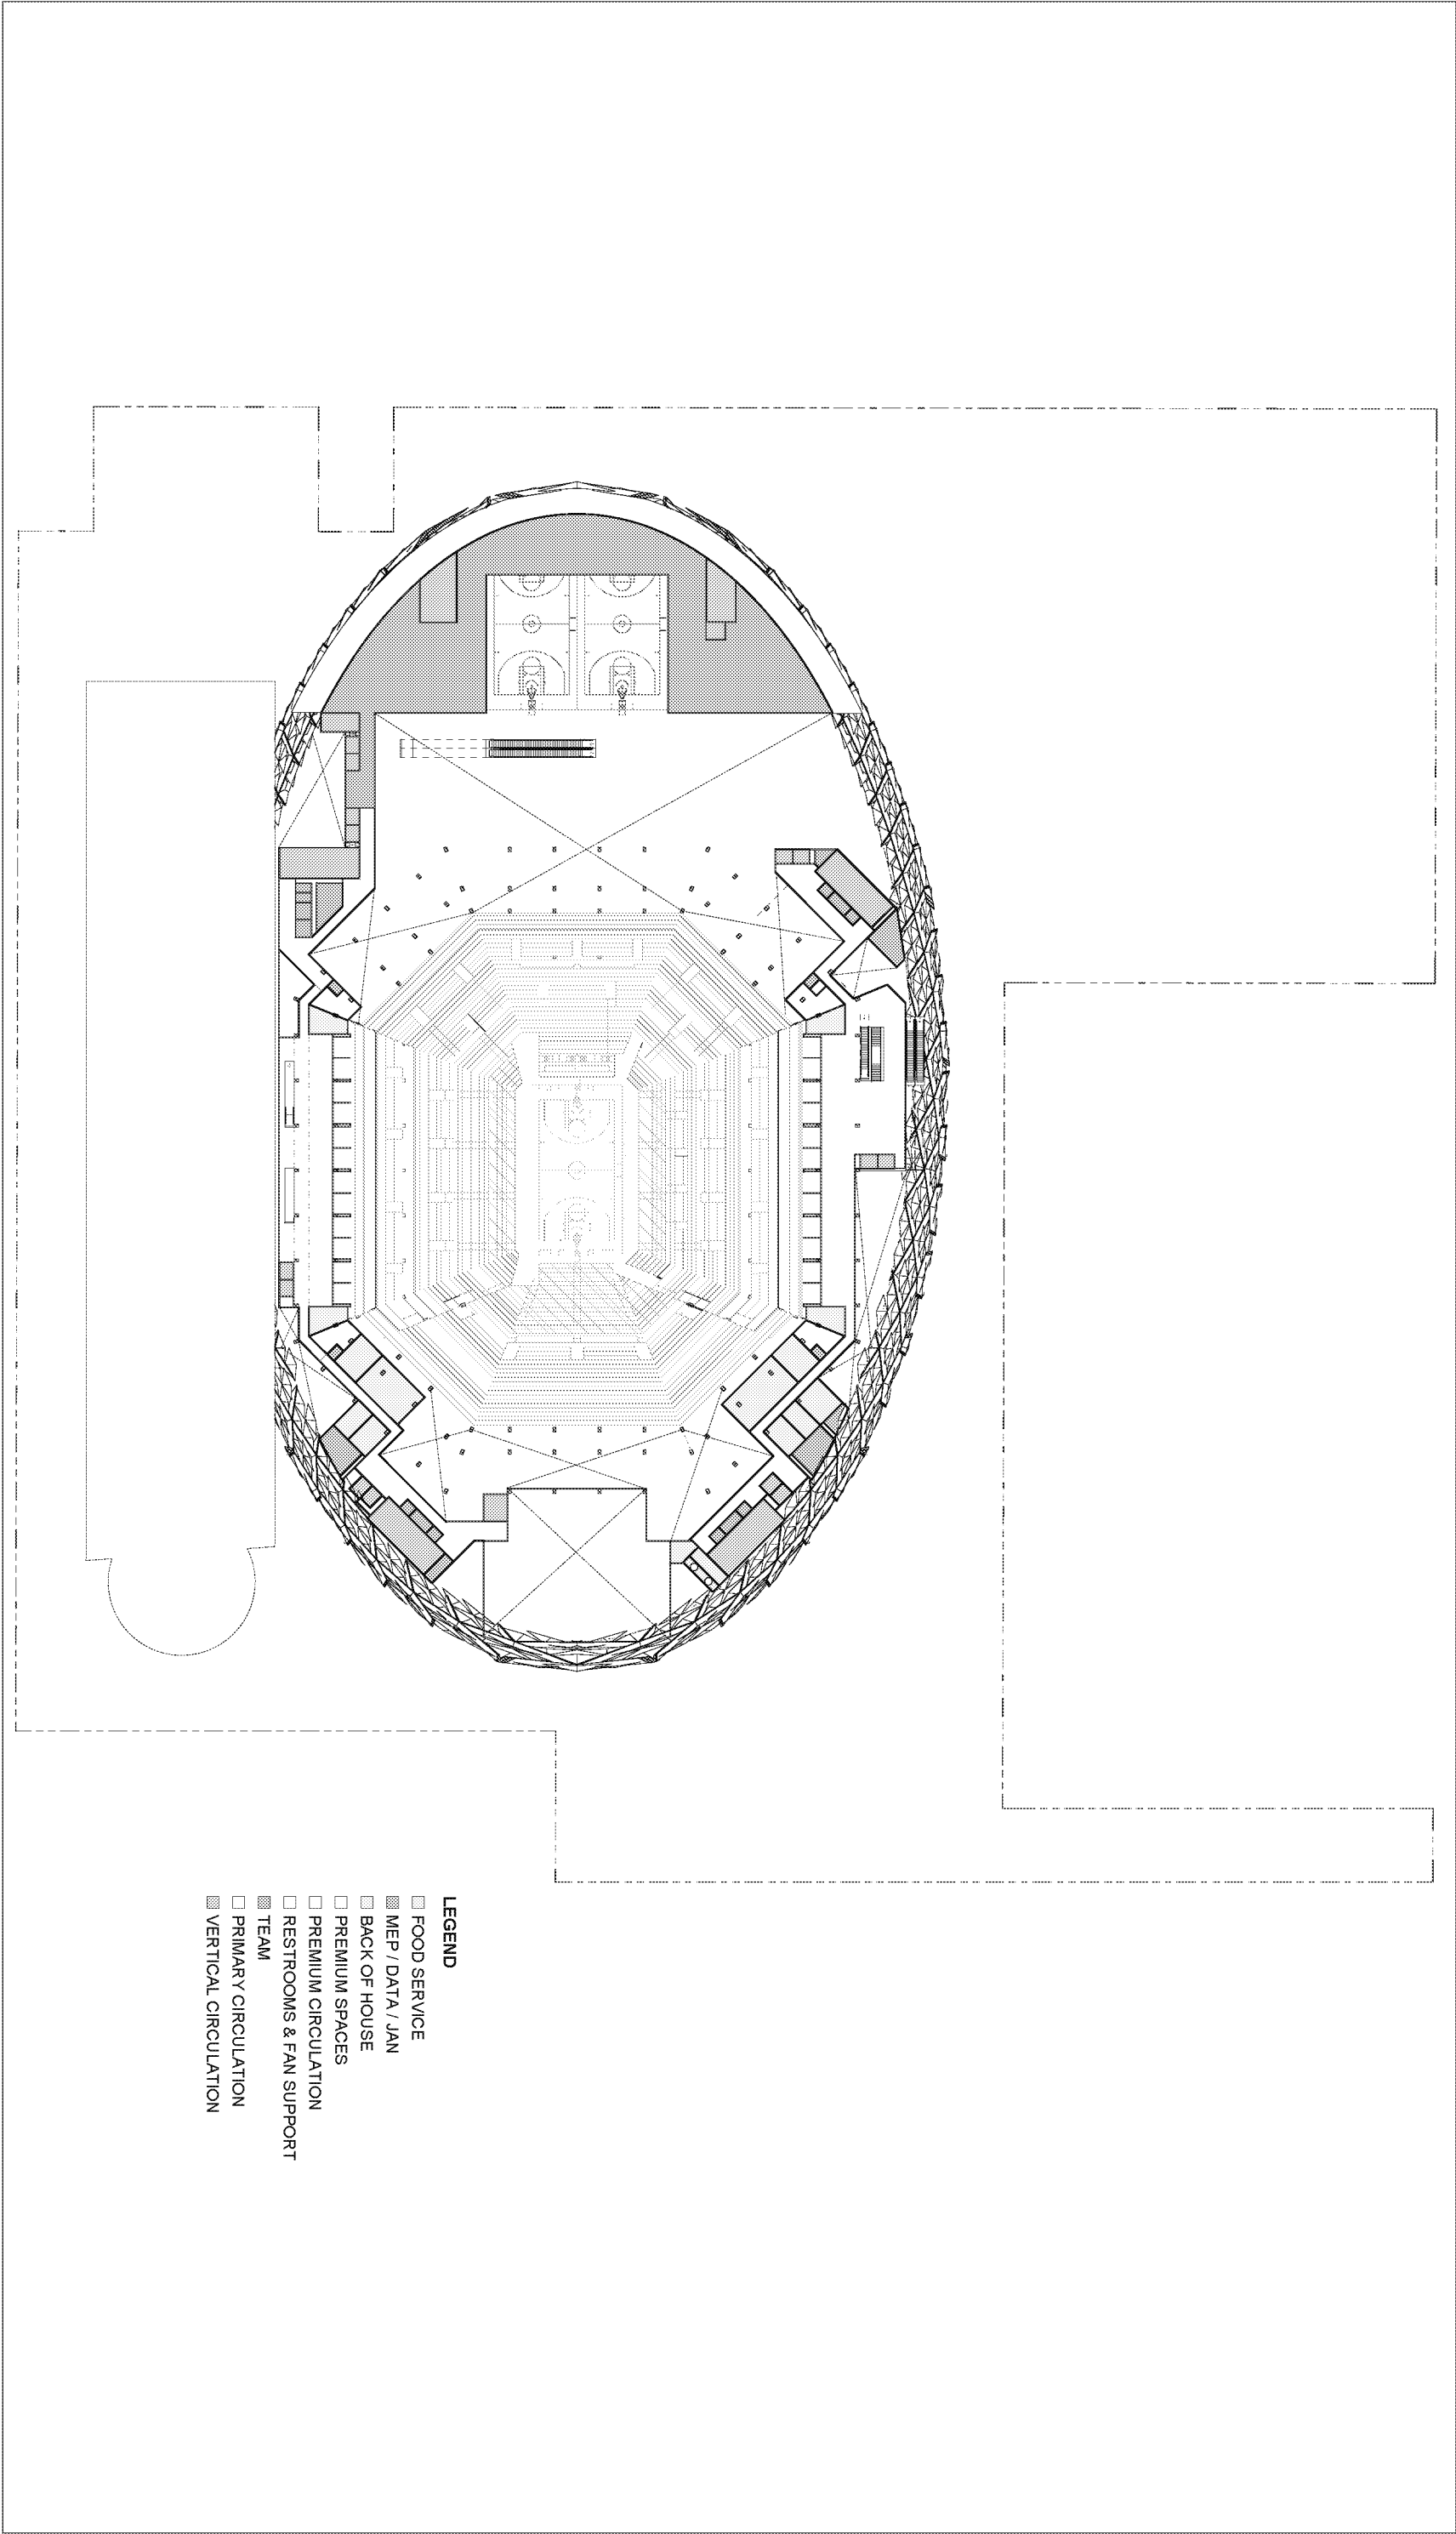 LEGEND
FOOD SERVICE
MEP / DATA / JAN
BACK OF HOUSE
PREMIUM SPACES
PREMIUM CIRCULATION
RESTROOMS & FAN SUPPORT
TEAM
PRIMARY CIRCULATION
VERTICAL CIRCULATION